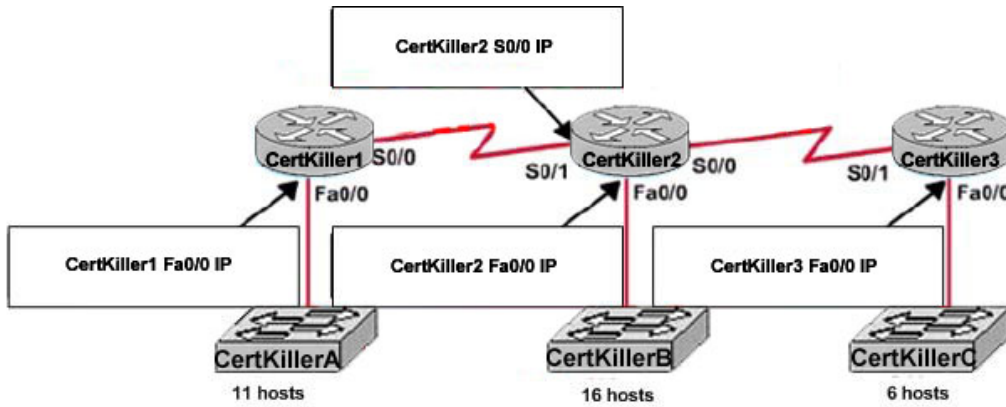 CertKiller2 S0/0 IP
CertKiller1
S0/0
S0/1
CertKiller2
S0/0
S0/1
CertKiller3
Fa0/0
Fa0/0
Fa0/0
CertKiller1 Fa0/0 IP
CertKiller2 Fa0/0 IP
CertKiller3 Fa0/0 IP
CertKillerA
CertKillerB
CertKillerC
11 hosts
16 hosts
6 hosts